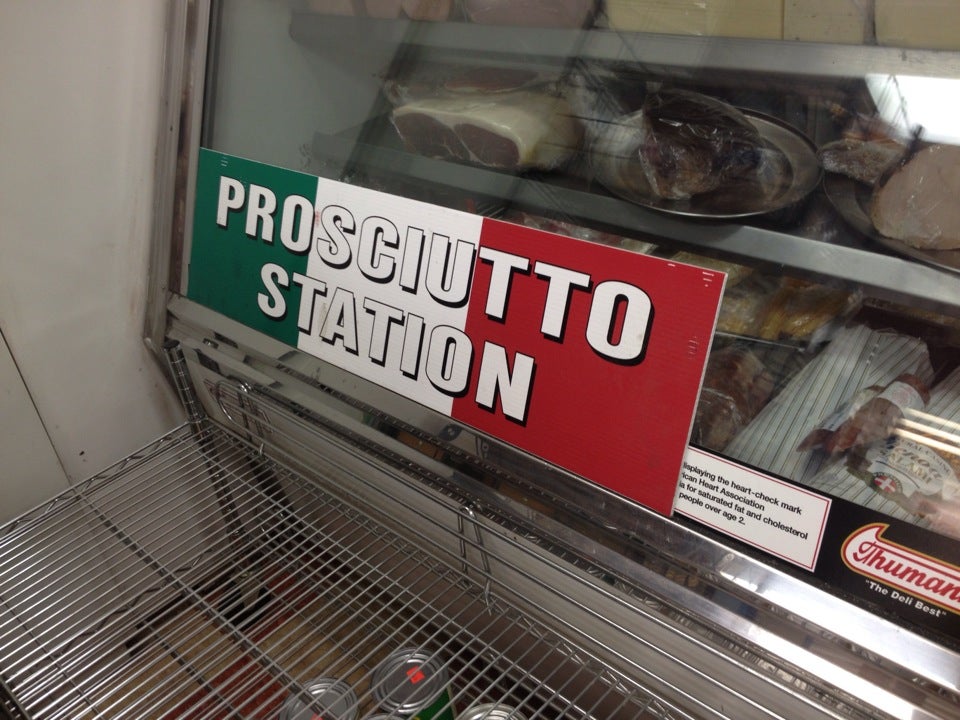 PROSCIUTTO
STATION
isplaying the heart-check mark
ican Heart Association
a for saturated fat and cholesterol
people over age 2.
Thuman
"The Deli Best"